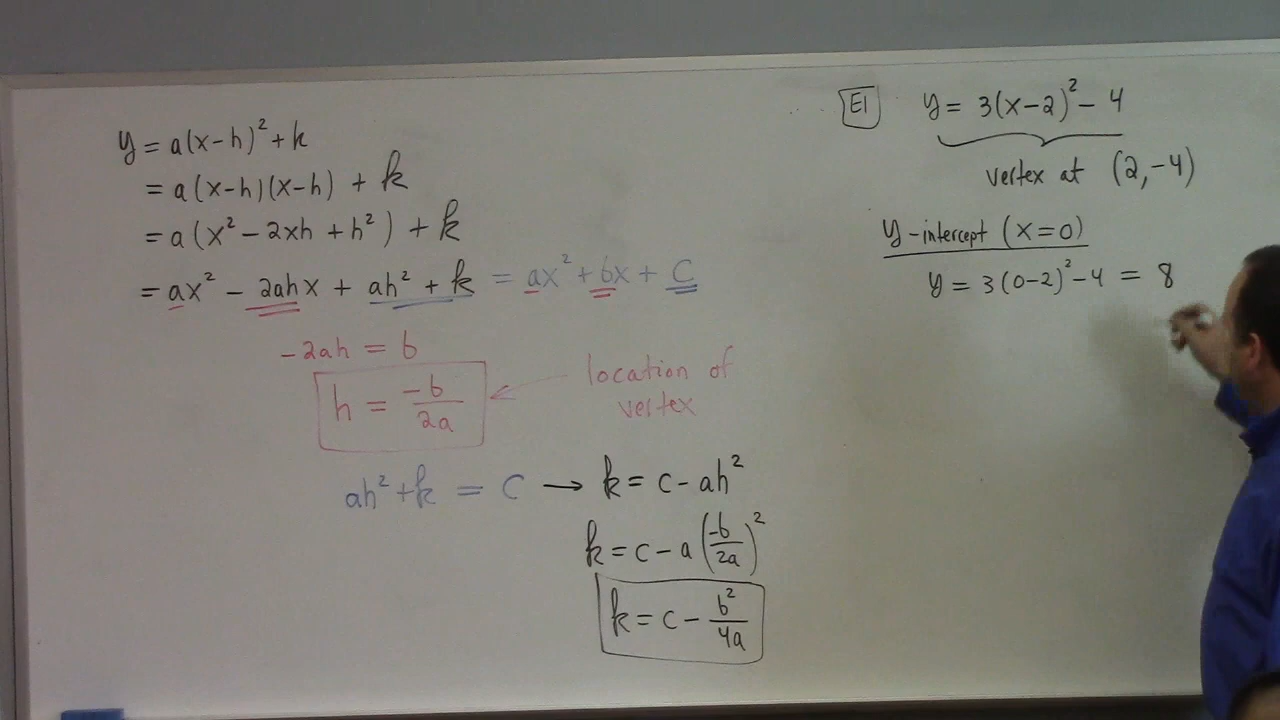 y = a(x-h)² + k
= a(x-h)(x-h) + k
= a(x² - 2xh + h²) + k
= ax² - 2ahx + ah² + k = ax² + bx + c
-2ah = b
h = -b/2a
location of
vertex
ah² + k = c → k = c - ah²
k = c - a(-b/2a)²
k = c - b²/4a
E1 y = 3(x-2)² - 4
vertex at (2,-4)
y-intercept (x=0)
y = 3(0-2)² - 4 = 8